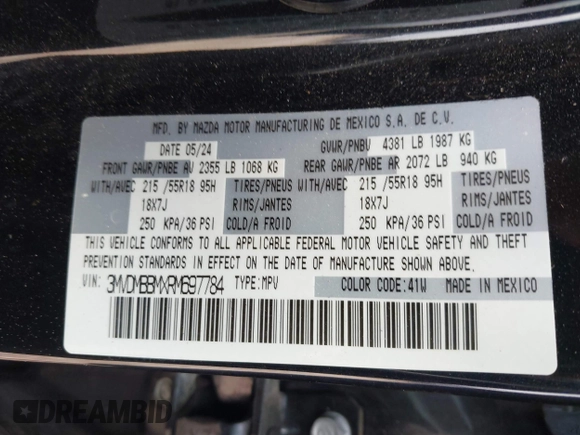 MFD. BY MAZDA MOTOR MANUFACTURING DE MEXICO S.A. DE C.V.
DATE 05/24 GVWR/PNBV 4381 LB 1987 KG
FRONT GAWR/PNBE AV 2355 LB 1068 KG REAR GAWR/PNBE AR 2072 LB 940 KG
WITH/AVEC 215 /55R18 95H TIRES/PNEUS WITH/AVEC 215 /55R18 95H TIRES/PNEUS
18X7J RIMS/JANTES 18X7J RIMS/JANTES
250 KPA/36 PSI COLD/A FROID 250 KPA/36 PSI COLD/A FROID
THIS VEHICLE CONFORMS TO ALL APPLICABLE FEDERAL MOTOR VEHICLE SAFETY AND THEFT
PREVENTION STANDARDS IN EFFECT ON THE DATE OF MANUFACTURE SHOWN ABOVE.
VIN: 3MVDMBBMXRM697784 TYPE:MPV COLOR CODE:41W MADE IN MEXICO
DREAMBID